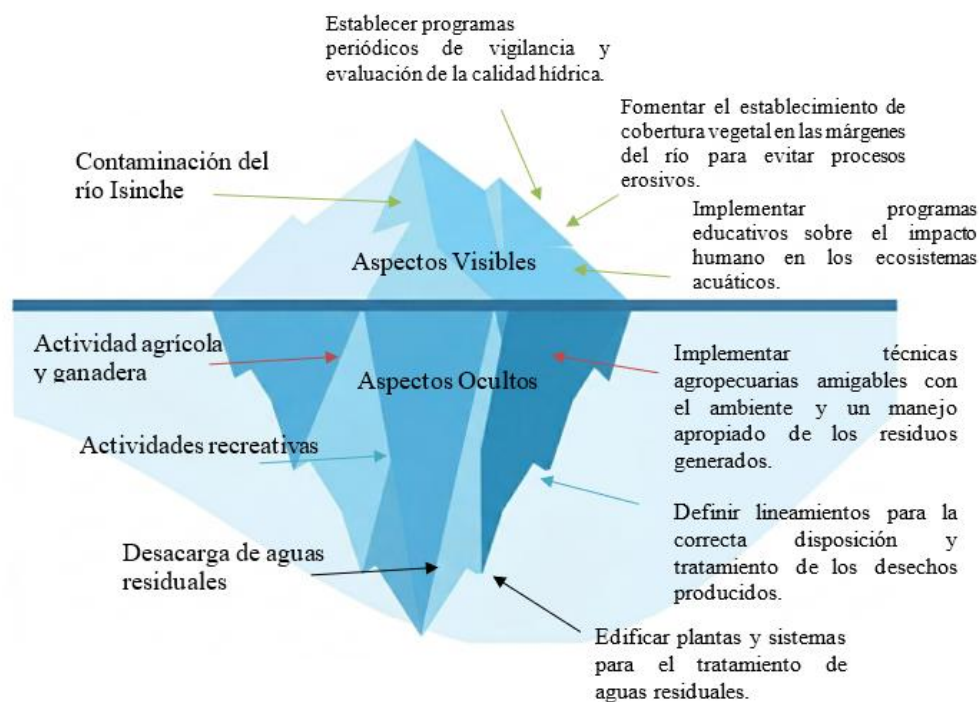 Establecer programas
periódicos de vigilancia y
evaluación de la calidad hídrica.
Fomentar el establecimiento de
cobertura vegetal en las márgenes
del río para evitar procesos
erosivos.
Contaminación del
río Isinche
Implementar programas
educativos sobre el impacto
humano en los ecosistemas
acuáticos.
Aspectos Visibles
Actividad agrícola
y ganadera
Aspectos Ocultos
Implementar técnicas
agropecuarias amigables con
el ambiente y un manejo
apropiado de los residuos
generados.
Actividades recreativas
Definir lineamientos para la
correcta disposición y
tratamiento de los desechos
producidos.
Desacarga de aguas
residuales
Edificar plantas y sistemas
para el tratamiento de
aguas residuales.